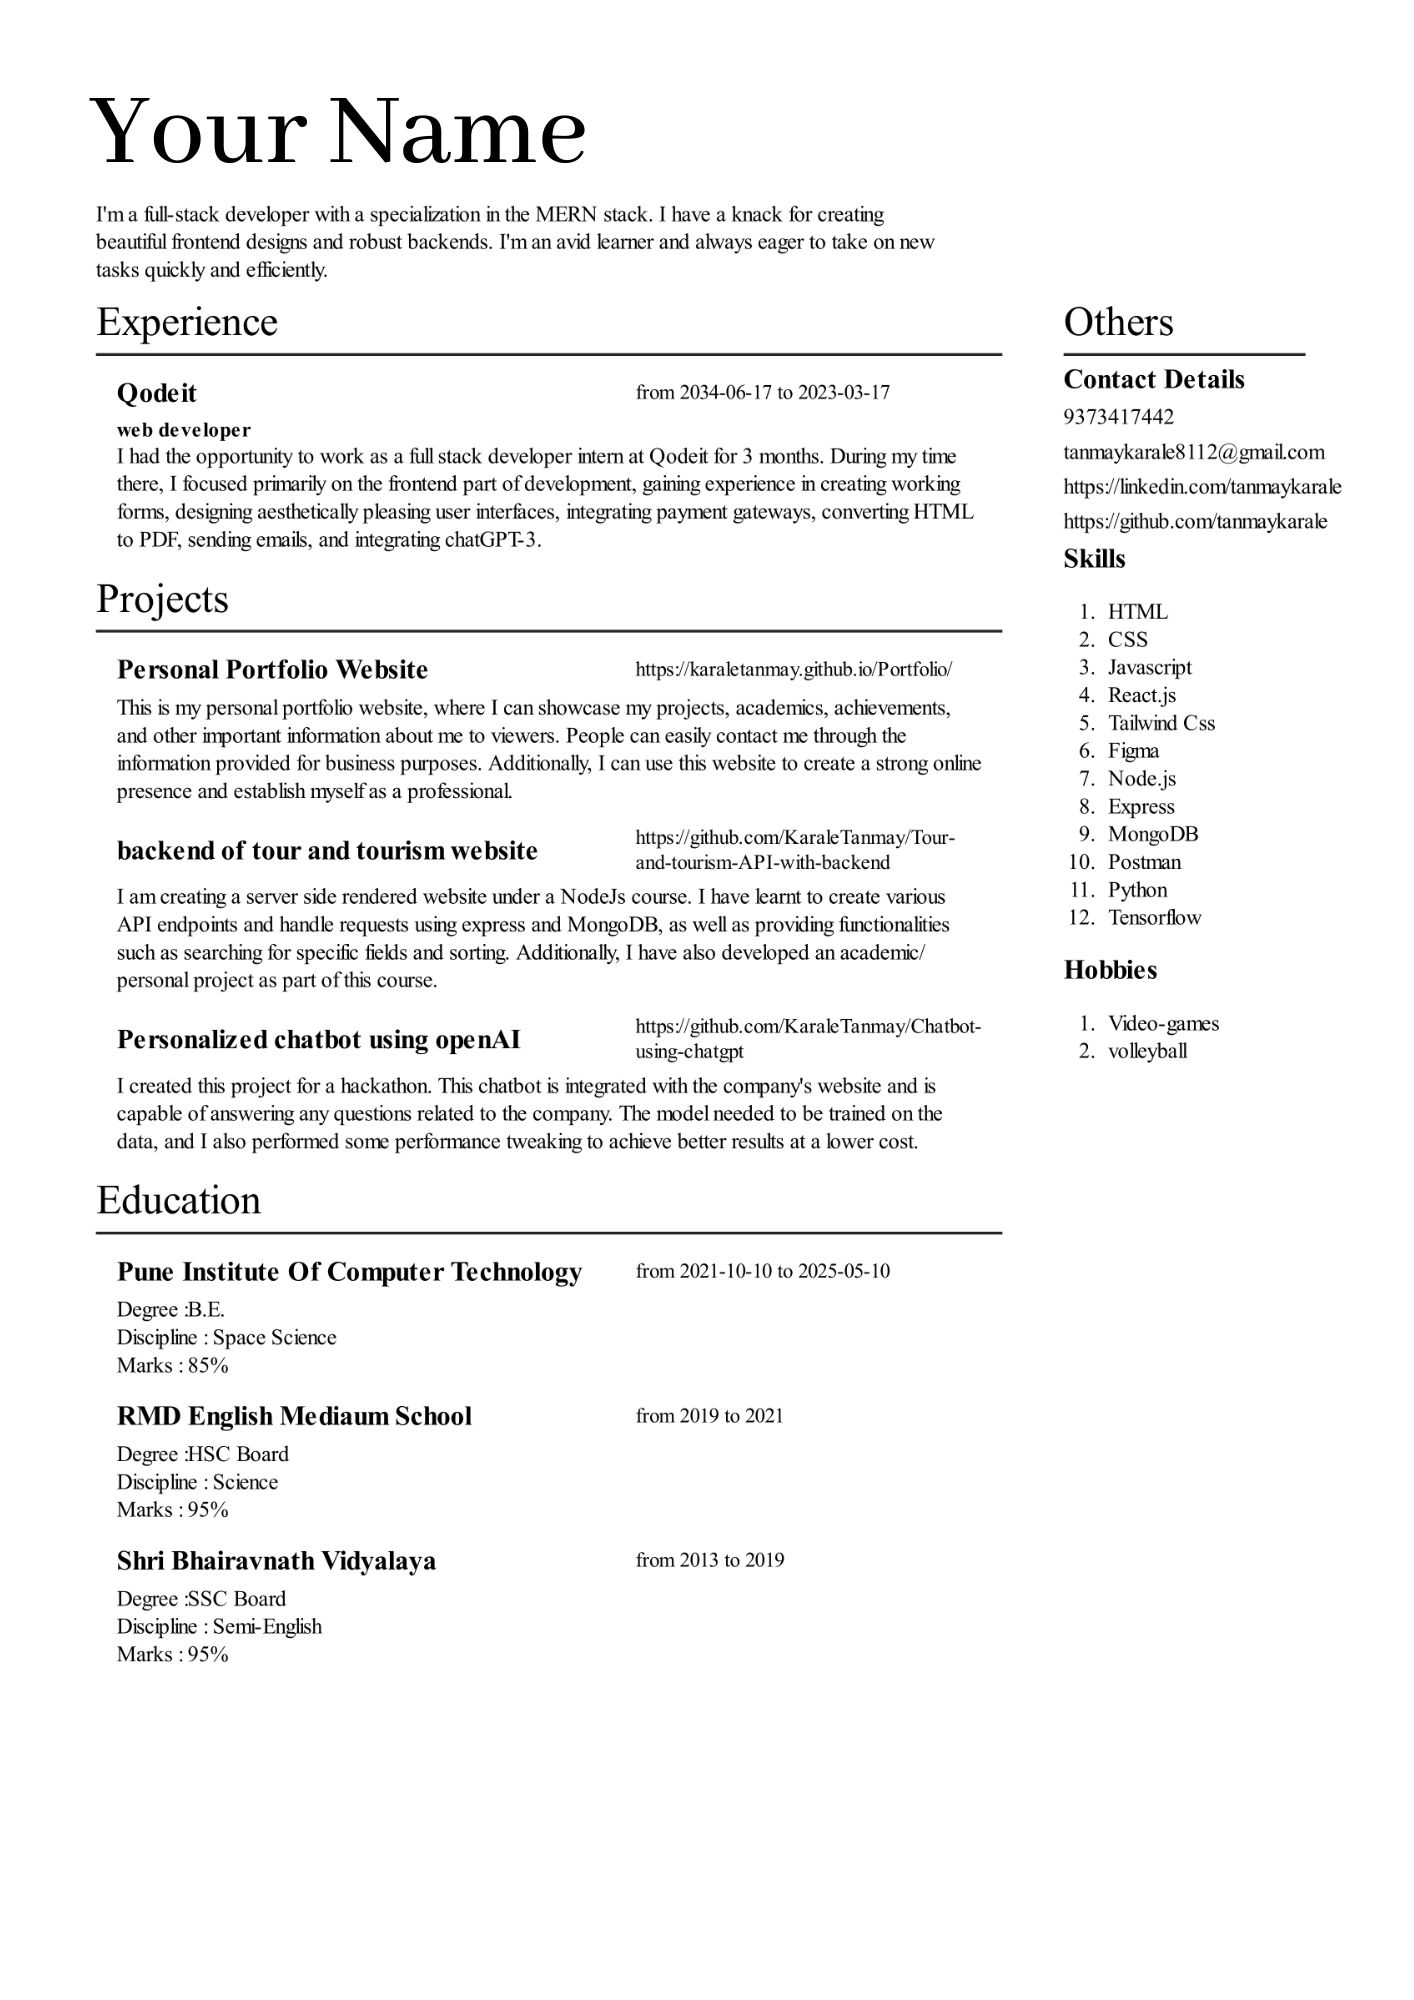 Your Name
I'm a full-stack developer with a specialization in the MERN stack. I have a knack for creating
beautiful frontend designs and robust backends. I'm an avid learner and always eager to take on new
tasks quickly and efficiently.
Experience
Qodeit
from 2034-06-17 to 2023-03-17
web developer
I had the opportunity to work as a full stack developer intern at Qodeit for 3 months. During my time
there, I focused primarily on the frontend part of development, gaining experience in creating working
forms, designing aesthetically pleasing user interfaces, integrating payment gateways, converting HTML
to PDF, sending emails, and integrating chatGPT-3.
Projects
Personal Portfolio Website
https://karaletanmay.github.io/Portfolio/
This is my personal portfolio website, where I can showcase my projects, academics, achievements,
and other important information about me to viewers. People can easily contact me through the
information provided for business purposes. Additionally, I can use this website to create a strong online
presence and establish myself as a professional.
backend of tour and tourism website
https://github.com/KaraleTanmay/Tour-
and-tourism-API-with-backend
I am creating a server side rendered website under a NodeJs course. I have learnt to create various
API endpoints and handle requests using express and MongoDB, as well as providing functionalities
such as searching for specific fields and sorting. Additionally, I have also developed an academic/
personal project as part of this course.
Personalized chatbot using openAI
https://github.com/KaraleTanmay/Chatbot-
using-chatgpt
I created this project for a hackathon. This chatbot is integrated with the company's website and is
capable of answering any questions related to the company. The model needed to be trained on the
data, and I also performed some performance tweaking to achieve better results at a lower cost.
Education
Pune Institute Of Computer Technology
from 2021-10-10 to 2025-05-10
Degree :B.E.
Discipline : Space Science
Marks : 85%
RMD English Mediaum School
from 2019 to 2021
Degree :HSC Board
Discipline : Science
Marks : 95%
Shri Bhairavnath Vidyalaya
from 2013 to 2019
Degree :SSC Board
Discipline : Semi-English
Marks : 95%
Others
Contact Details
9373417442
tanmaykarale8112@gmail.com
https://linkedin.com/tanmaykarale
https://github.com/tanmaykarale
Skills
1. HTML
2. CSS
3. Javascript
4. React.js
5. Tailwind Css
6. Figma
7. Node.js
8. Express
9. MongoDB
10. Postman
11. Python
12. Tensorflow
Hobbies
1. Video-games
2. volleyball